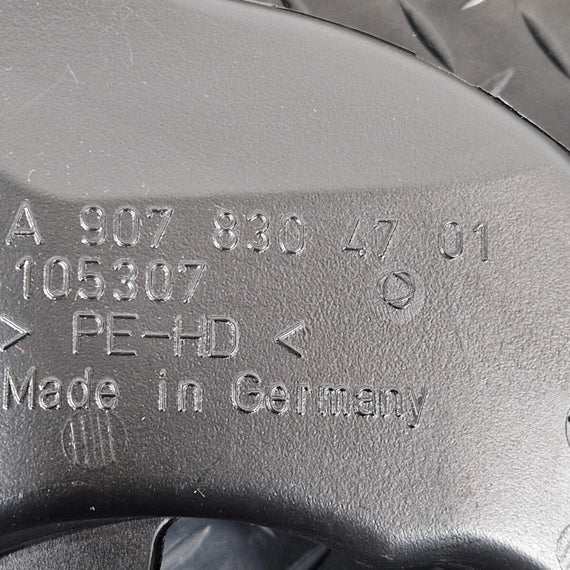 A 907 830 47 01
105307
> PE-HD <
Made in Germany